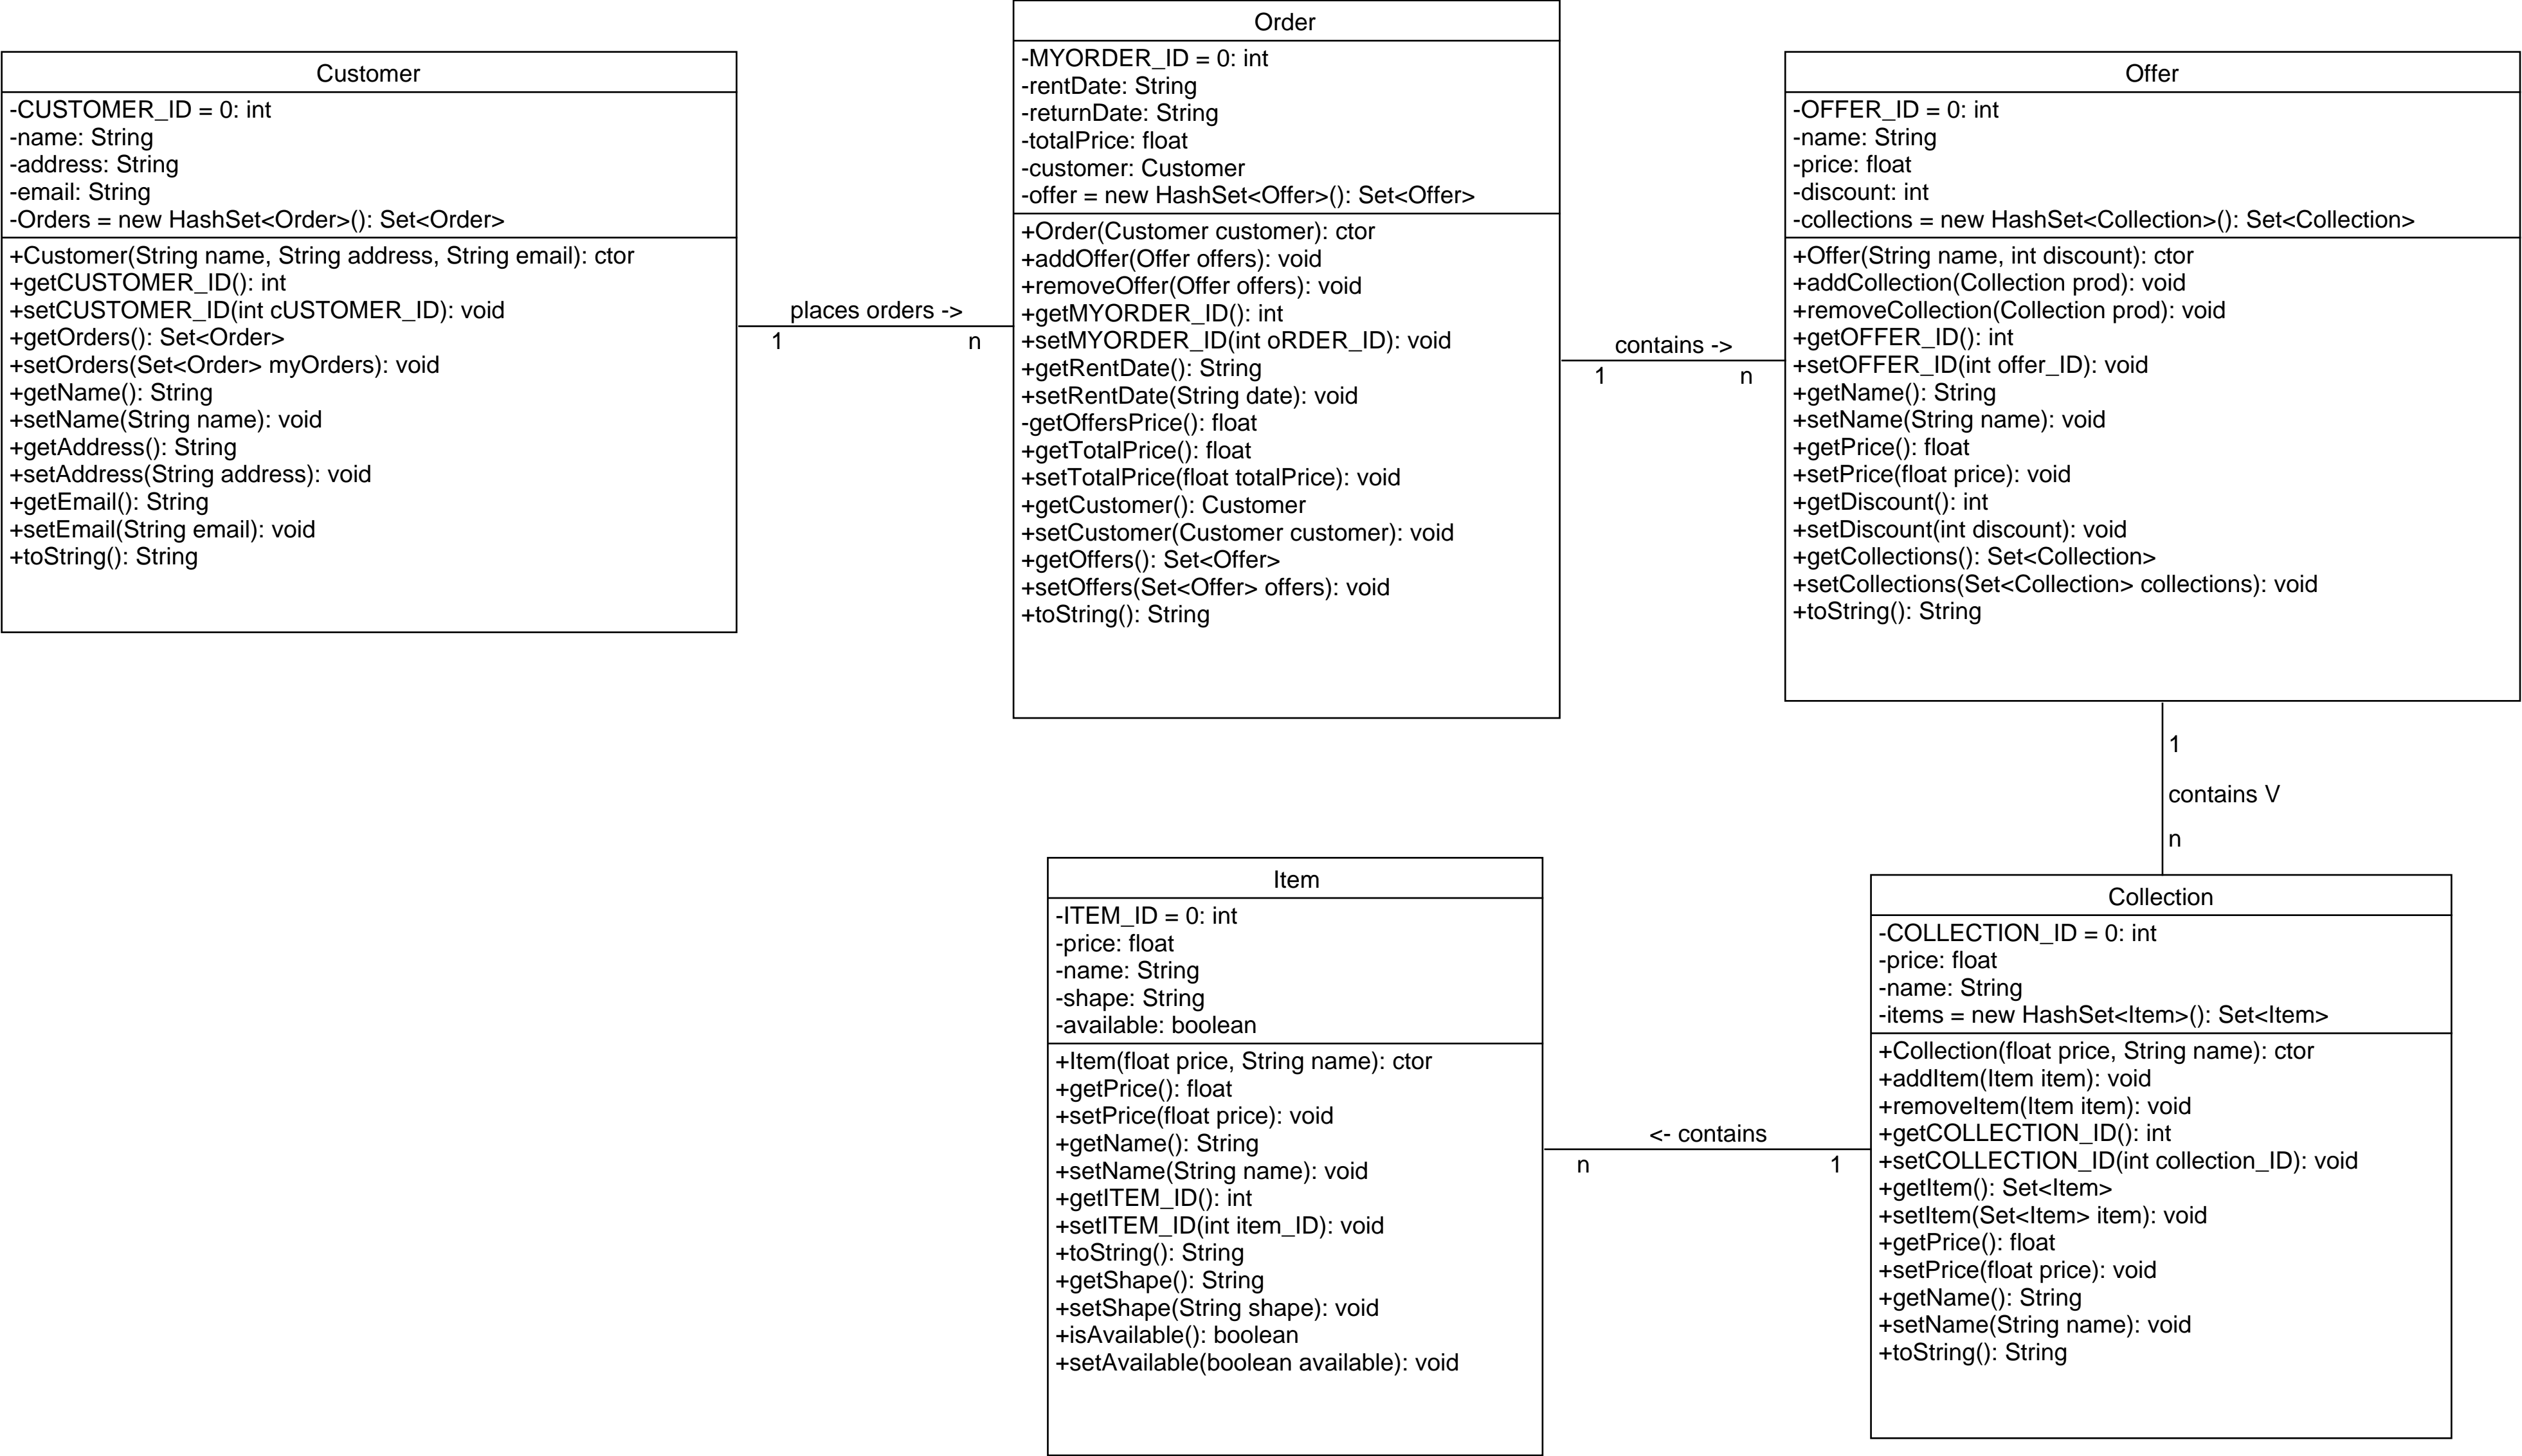 Customer
-CUSTOMER_ID = 0: int
-name: String
-address: String
-email: String
-Orders = new HashSet<Order>(): Set<Order>
+Customer(String name, String address, String email): ctor
+getCUSTOMER_ID(): int
+setCUSTOMER_ID(int cUSTOMER_ID): void
+getOrders(): Set<Order>
+setOrders(Set<Order> myOrders): void
+getName(): String
+setName(String name): void
+getAddress(): String
+setAddress(String address): void
+getEmail(): String
+setEmail(String email): void
+toString(): String
places orders ->
1 n
Order
-MYORDER_ID = 0: int
-rentDate: String
-returnDate: String
-totalPrice: float
-customer: Customer
-offer = new HashSet<Offer>(): Set<Offer>
+Order(Customer customer): ctor
+addOffer(Offer offers): void
+removeOffer(Offer offers): void
+getMYORDER_ID(): int
+setMYORDER_ID(int oRDER_ID): void
+getRentDate(): String
+setRentDate(String date): void
-getOffersPrice(): float
+getTotalPrice(): float
+setTotalPrice(float totalPrice): void
+getCustomer(): Customer
+setCustomer(Customer customer): void
+getOffers(): Set<Offer>
+setOffers(Set<Offer> offers): void
+toString(): String
contains ->
1 n
Offer
-OFFER_ID = 0: int
-name: String
-price: float
-discount: int
-collections = new HashSet<Collection>(): Set<Collection>
+Offer(String name, int discount): ctor
+addCollection(Collection prod): void
+removeCollection(Collection prod): void
+getOFFER_ID(): int
+setOFFER_ID(int offer_ID): void
+getName(): String
+setName(String name): void
+getPrice(): float
+setPrice(float price): void
+getDiscount(): int
+setDiscount(int discount): void
+getCollections(): Set<Collection>
+setCollections(Set<Collection> collections): void
+toString(): String
1
contains V
n
Item
-ITEM_ID = 0: int
-price: float
-name: String
-shape: String
-available: boolean
+Item(float price, String name): ctor
+getPrice(): float
+setPrice(float price): void
+getName(): String
+setName(String name): void
+getITEM_ID(): int
+setITEM_ID(int item_ID): void
+toString(): String
+getShape(): String
+setShape(String shape): void
+isAvailable(): boolean
+setAvailable(boolean available): void
<- contains
n 1
Collection
-COLLECTION_ID = 0: int
-price: float
-name: String
-items = new HashSet<Item>(): Set<Item>
+Collection(float price, String name): ctor
+addItem(Item item): void
+removeItem(Item item): void
+getCOLLECTION_ID(): int
+setCOLLECTION_ID(int collection_ID): void
+getItem(): Set<Item>
+setItem(Set<Item> item): void
+getPrice(): float
+setPrice(float price): void
+getName(): String
+setName(String name): void
+toString(): String